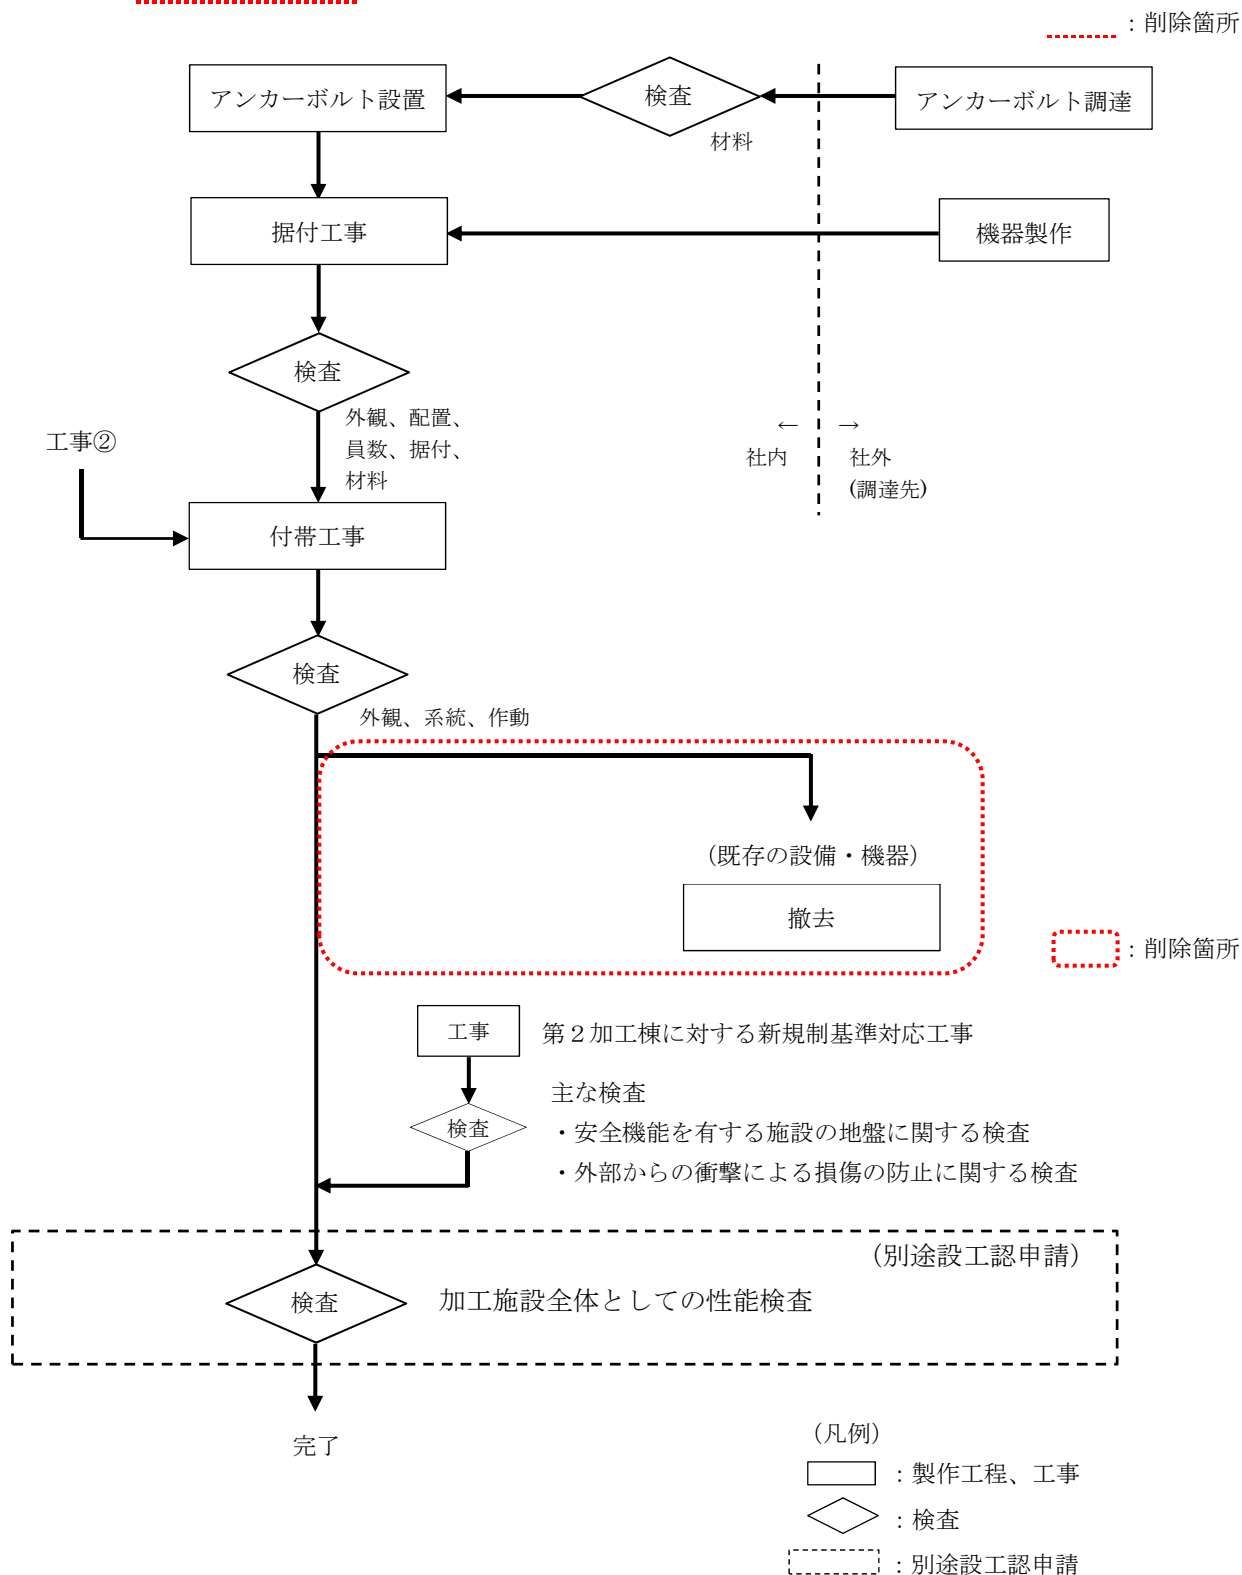 ：削除箇所
アンカーボルト設置
検査
アンカーボルト調達
材料
据付工事
機器製作
検査
外観、配置、
員数、据付、
材料
工事②
← →
社内 社外
(調達先)
付帯工事
検査
外観、系統、作動
（既存の設備・機器）
撤去
：削除箇所
工事 第２加工棟に対する新規制基準対応工事
主な検査
検査
・安全機能を有する施設の地盤に関する検査
・外部からの衝撃による損傷の防止に関する検査
（別途設工認申請）
検査 加工施設全体としての性能検査
完了
（凡例）
：製作工程、工事
：検査
：別途設工認申請